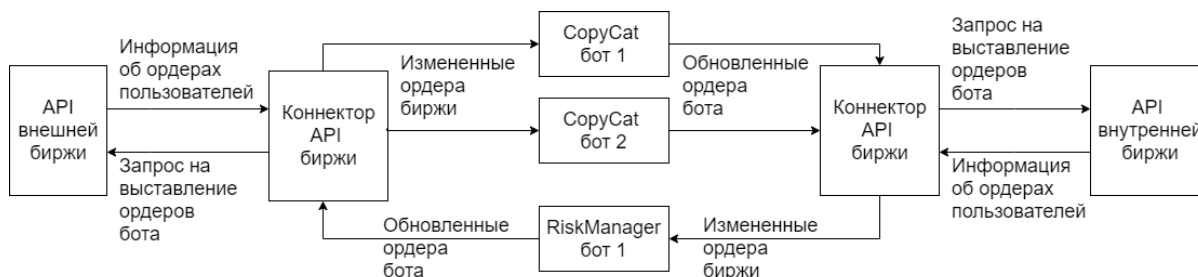 API
внешней
биржи
Информация
об ордерах
пользователей
Запрос на
выставление
ордеров
бота
Коннектор
API
биржи
Измененные
ордера
биржи
CopyCat
бот 1
CopyCat
бот 2
Обновленные
ордера
бота
RiskManager
бот 1
Обновленные
ордера
бота
Измененные
ордера
биржи
Коннектор
API
биржи
Запрос на
выставление
ордеров
бота
Информация
об ордерах
пользователей
API
внутренней
биржи